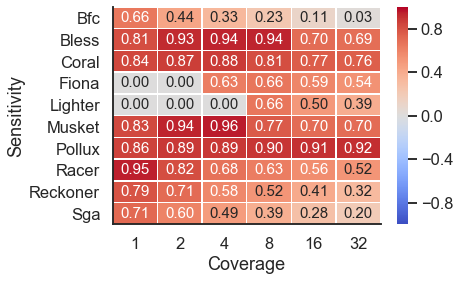 Bfc 0.66 0.44 0.33 0.23 0.11 0.03
Bless 0.81 0.93 0.94 0.94 0.70 0.69
Coral 0.84 0.87 0.88 0.81 0.77 0.76
Fiona 0.00 0.00 0.63 0.66 0.59 0.54
Lighter 0.00 0.00 0.00 0.66 0.50 0.39
Musket 0.83 0.94 0.96 0.77 0.70 0.70
Pollux 0.86 0.89 0.89 0.90 0.91 0.92
Racer 0.95 0.82 0.68 0.63 0.56 0.52
Reckoner 0.79 0.71 0.58 0.52 0.41 0.32
Sga 0.71 0.60 0.49 0.39 0.28 0.20
1 2 4 8 16 32
Coverage
Sensitivity
0.8
0.4
0.0
−0.4
−0.8